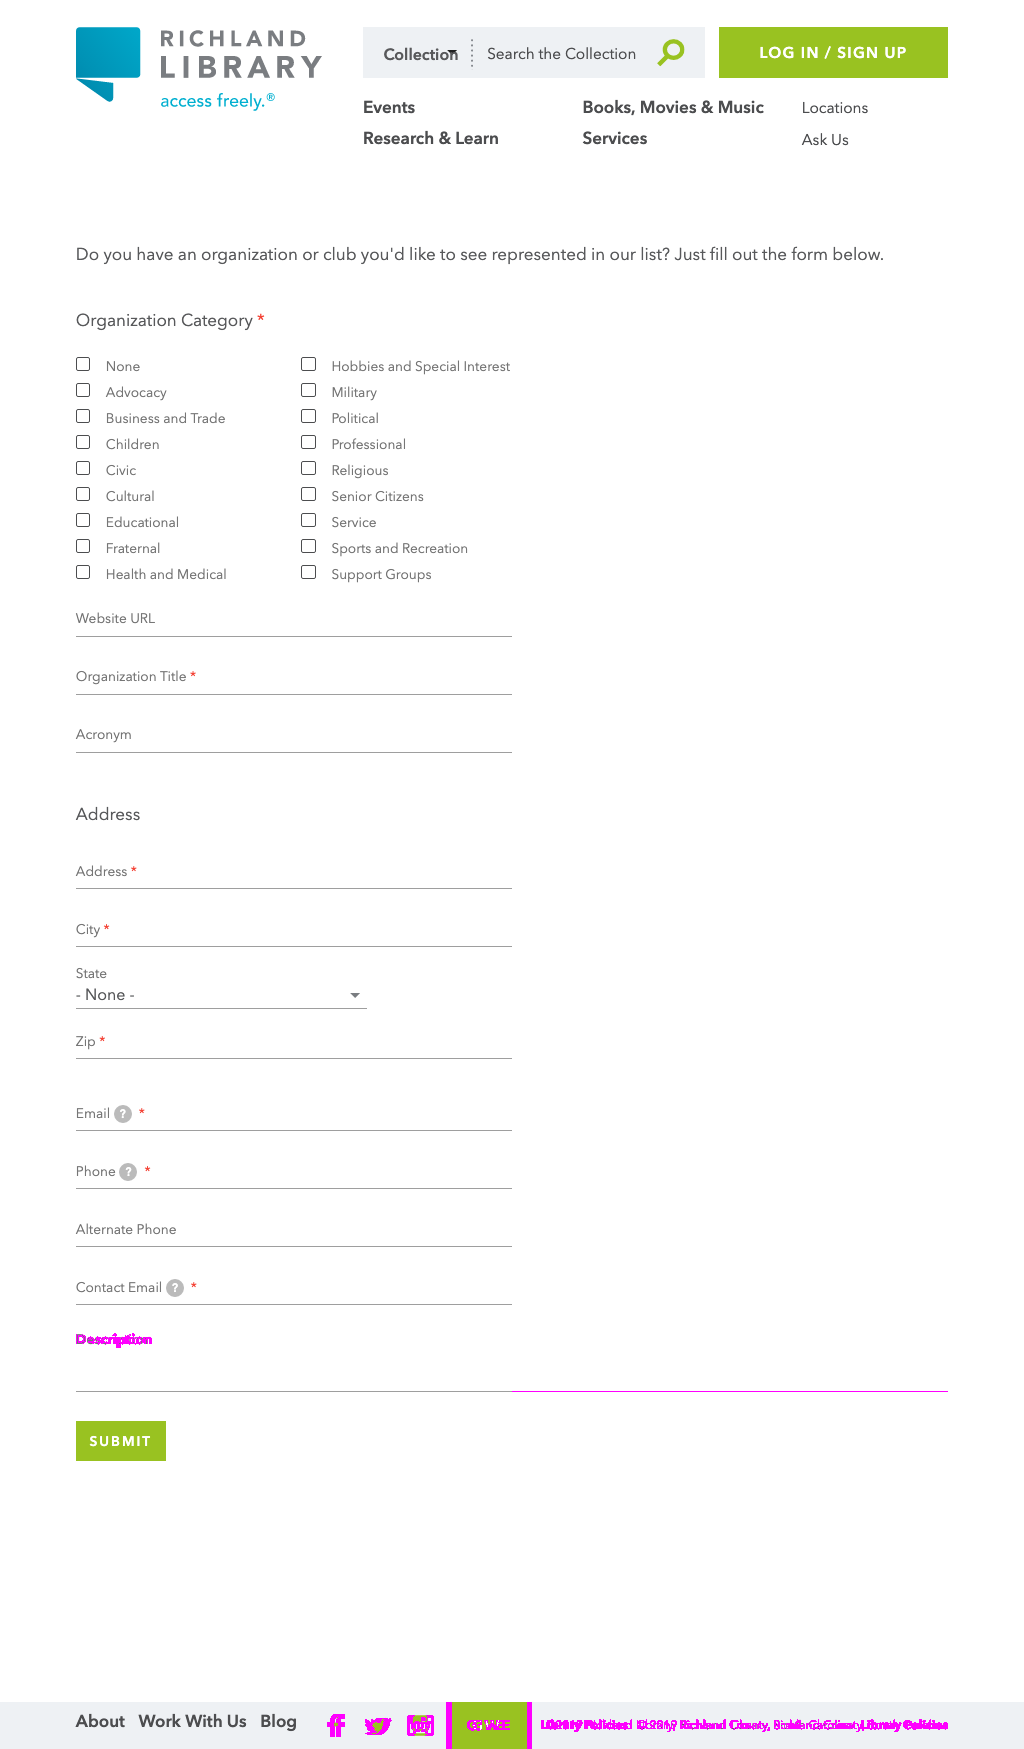 RICHLAND
LIBRARY
access freely.®
Collection
Search the Collection
LOG IN / SIGN UP
Events
Books, Movies & Music
Locations
Research & Learn
Services
Ask Us
Do you have an organization or club you'd like to see represented in our list? Just fill out the form below.
Organization Category *
None
Hobbies and Special Interest
Advocacy
Military
Business and Trade
Political
Children
Professional
Civic
Religious
Cultural
Senior Citizens
Educational
Service
Fraternal
Sports and Recreation
Health and Medical
Support Groups
Website URL
Organization Title *
Acronym
Address
Address *
City *
State
- None -
Zip *
Email ? *
Phone ? *
Alternate Phone
Contact Email ? *
Description
SUBMIT
About Work With Us Blog